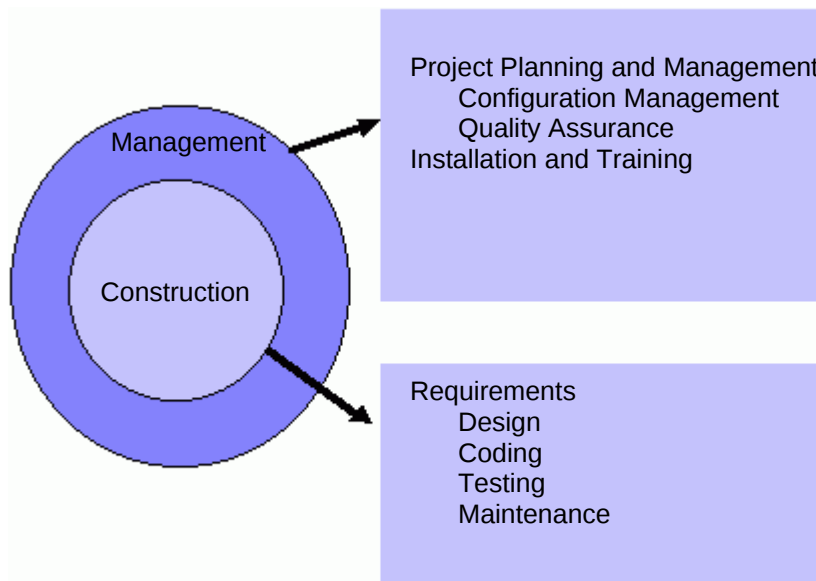 Management
Construction
Project Planning and Management
Configuration Management
Quality Assurance
Installation and Training
Requirements
Design
Coding
Testing
Maintenance